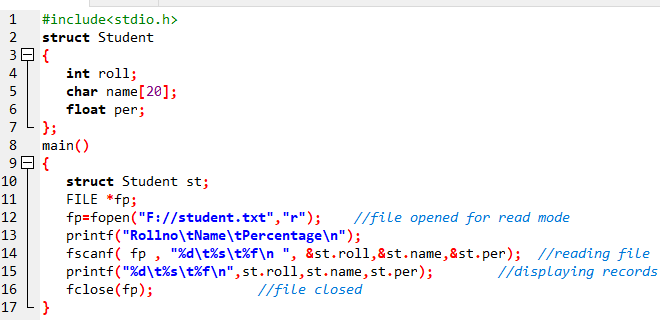 1 #include<stdio.h>
2 struct Student
3 {
4 int roll;
5 char name[20];
6 float per;
7 };
8 main()
9 {
10 struct Student st;
11 FILE *fp;
12 fp=fopen("F://student.txt","r"); //file opened for read mode
13 printf("Rollno\tName\tPercentage\n");
14 fscanf( fp , "%d\t%s\t%f\n ", &st.roll,&st.name,&st.per); //reading file
15 printf("%d\t%s\t%f\n",st.roll,st.name,st.per); //displaying records
16 fclose(fp); //file closed
17 }